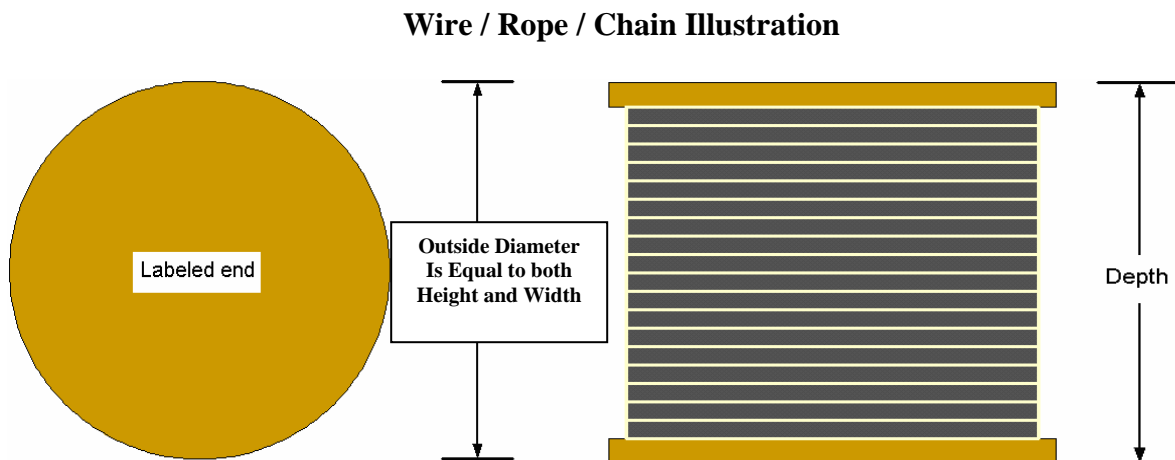 Wire / Rope / Chain Illustration
Labeled end
Outside Diameter
Is Equal to both
Height and Width
Depth